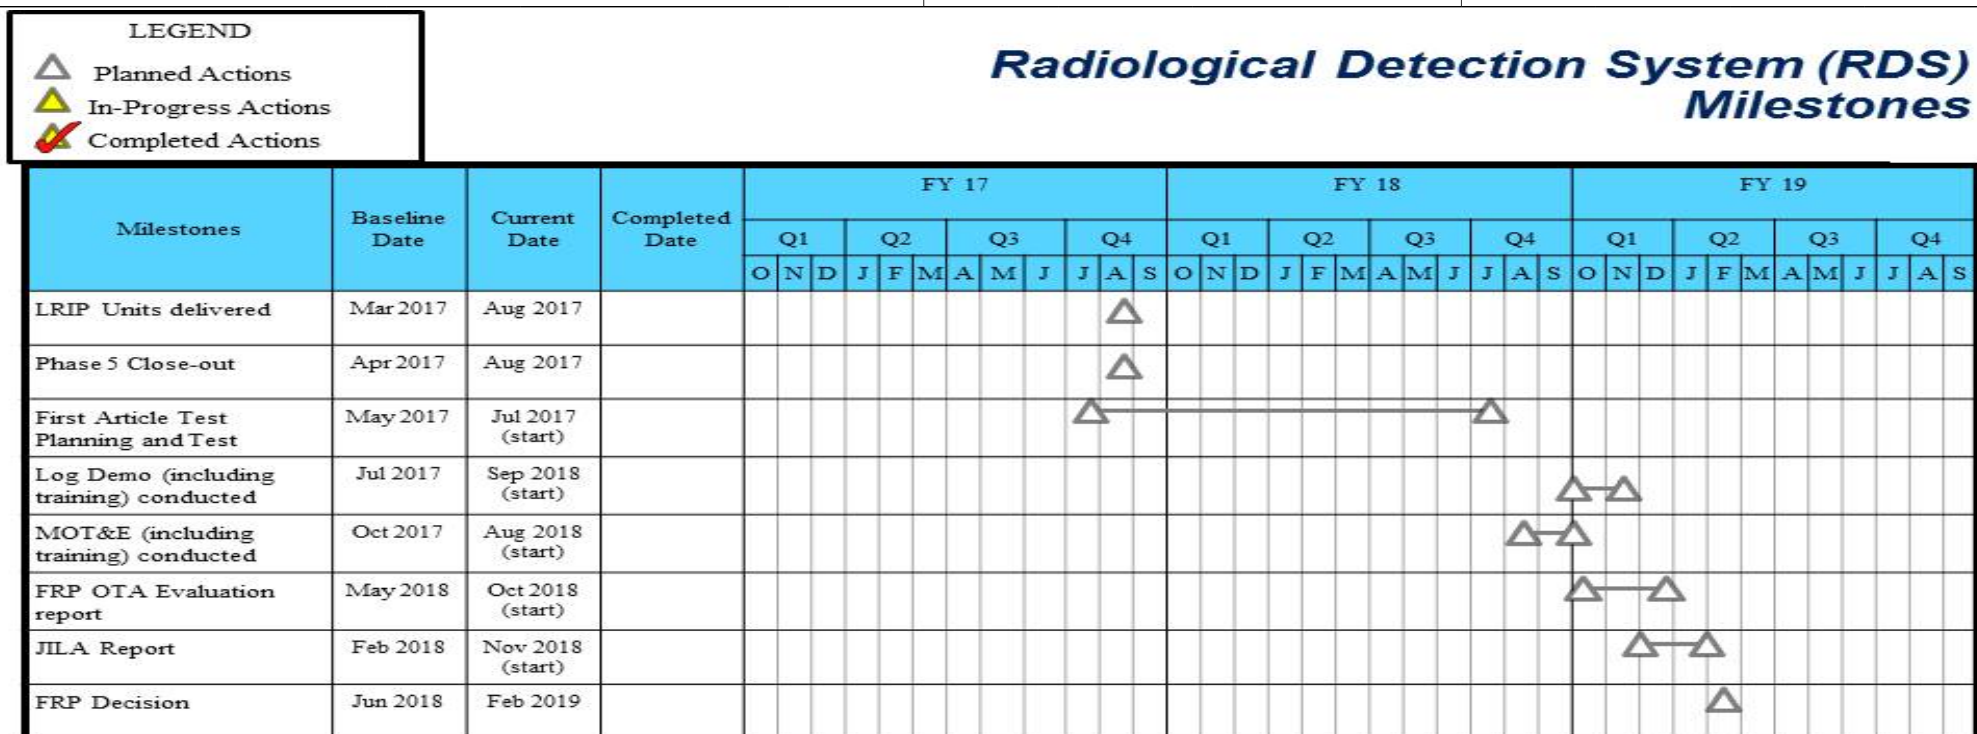 LEGEND
Planned Actions
In-Progress Actions
Completed Actions
Radiological Detection System (RDS)
Milestones
Milestones
Baseline
Date
Current
Date
Completed
Date
FY 17
FY 18
FY 19
Q1 Q2 Q3 Q4 Q1 Q2 Q3 Q4 Q1 Q2 Q3 Q4
O N D J F M A M J J A S O N D J F M A M J J A S O N D J F M A M J J A S
LRIP Units delivered
Mar 2017
Aug 2017
Phase 5 Close-out
Apr 2017
Aug 2017
First Article Test
Planning and Test
May 2017
Jul 2017
(start)
Log Demo (including
training) conducted
Jul 2017
Sep 2018
(start)
MOT&E (including
training) conducted
Oct 2017
Aug 2018
(start)
FRP OTA Evaluation
report
May 2018
Oct 2018
(start)
JILA Report
Feb 2018
Nov 2018
(start)
FRP Decision
Jun 2018
Feb 2019